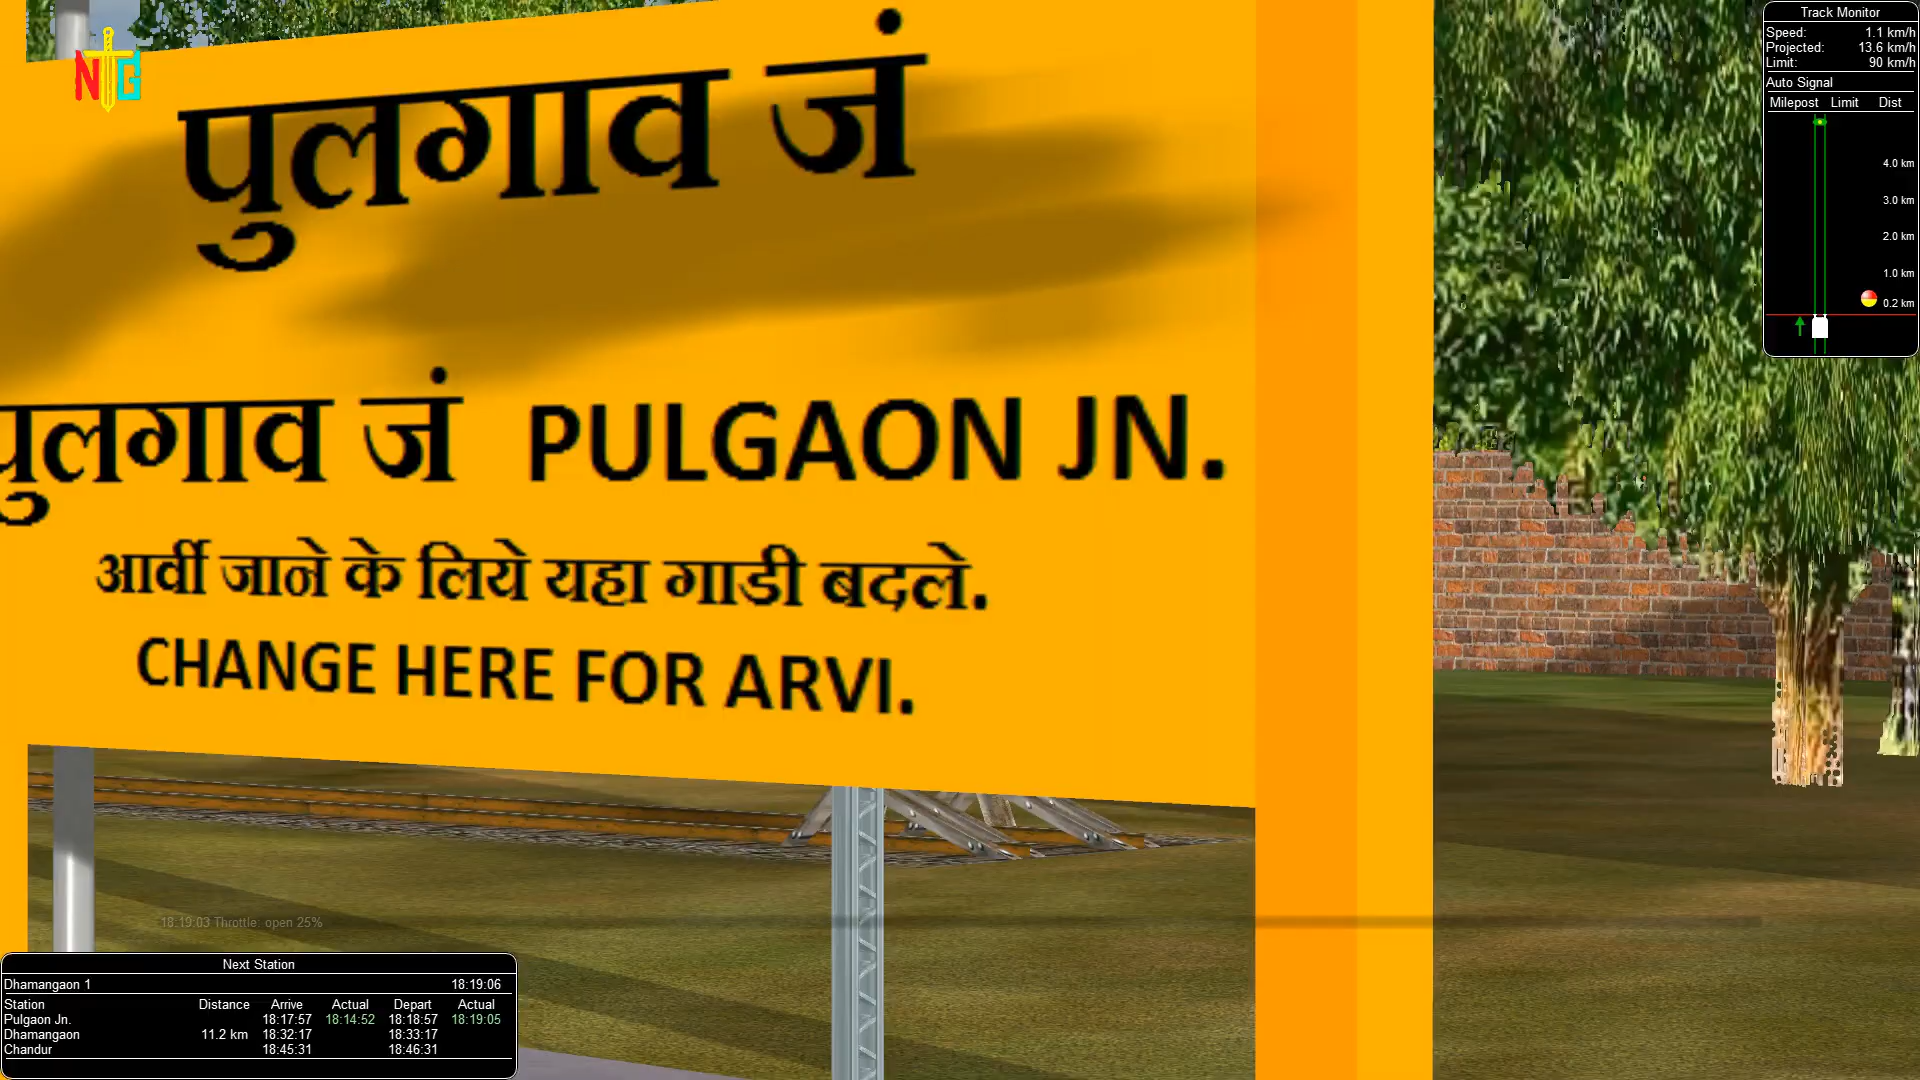 NTG
पुलगाव जं
पुलगाव जं PULGAON JN.
आर्वी जाने के लिये यहा गाडी बदले.
CHANGE HERE FOR ARVI.
Track Monitor
Speed: 1.1 km/h
Projected: 13.6 km/h
Limit: 90 km/h
Auto Signal
Milepost Limit Dist
4.0 km
3.0 km
2.0 km
1.0 km
0.2 km
18:19:03 Throttle: open 25%
Next Station
Dhamangaon 1 18:19:06
Station Distance Arrive Actual Depart Actual
Pulgaon Jn. 18:17:57 18:14:52 18:18:57 18:19:05
Dhamangaon 11.2 km 18:32:17 18:33:17
Chandur 18:45:31 18:46:31